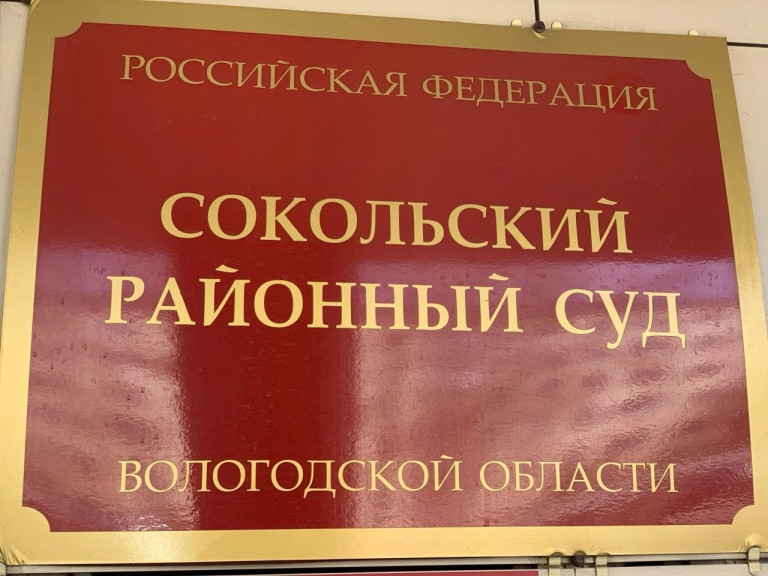 РОССИЙСКАЯ ФЕДЕРАЦИЯ
СОКОЛЬСКИЙ
РАЙОННЫЙ СУД
ВОЛОГОДСКОЙ ОБЛАСТИ